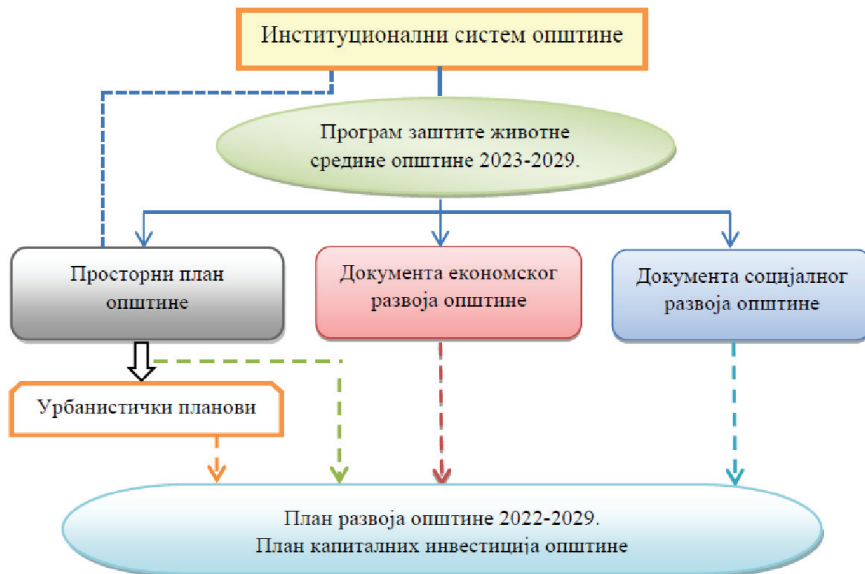 Институционални систем општине
Програм заштите животне
средине општине 2023-2029.
Просторни план
општине
Документа економског
развоја општине
Документа социјалног
развоја општине
Урбанистички планови
План развоја општине 2022-2029.
План капиталних инвестиција општине